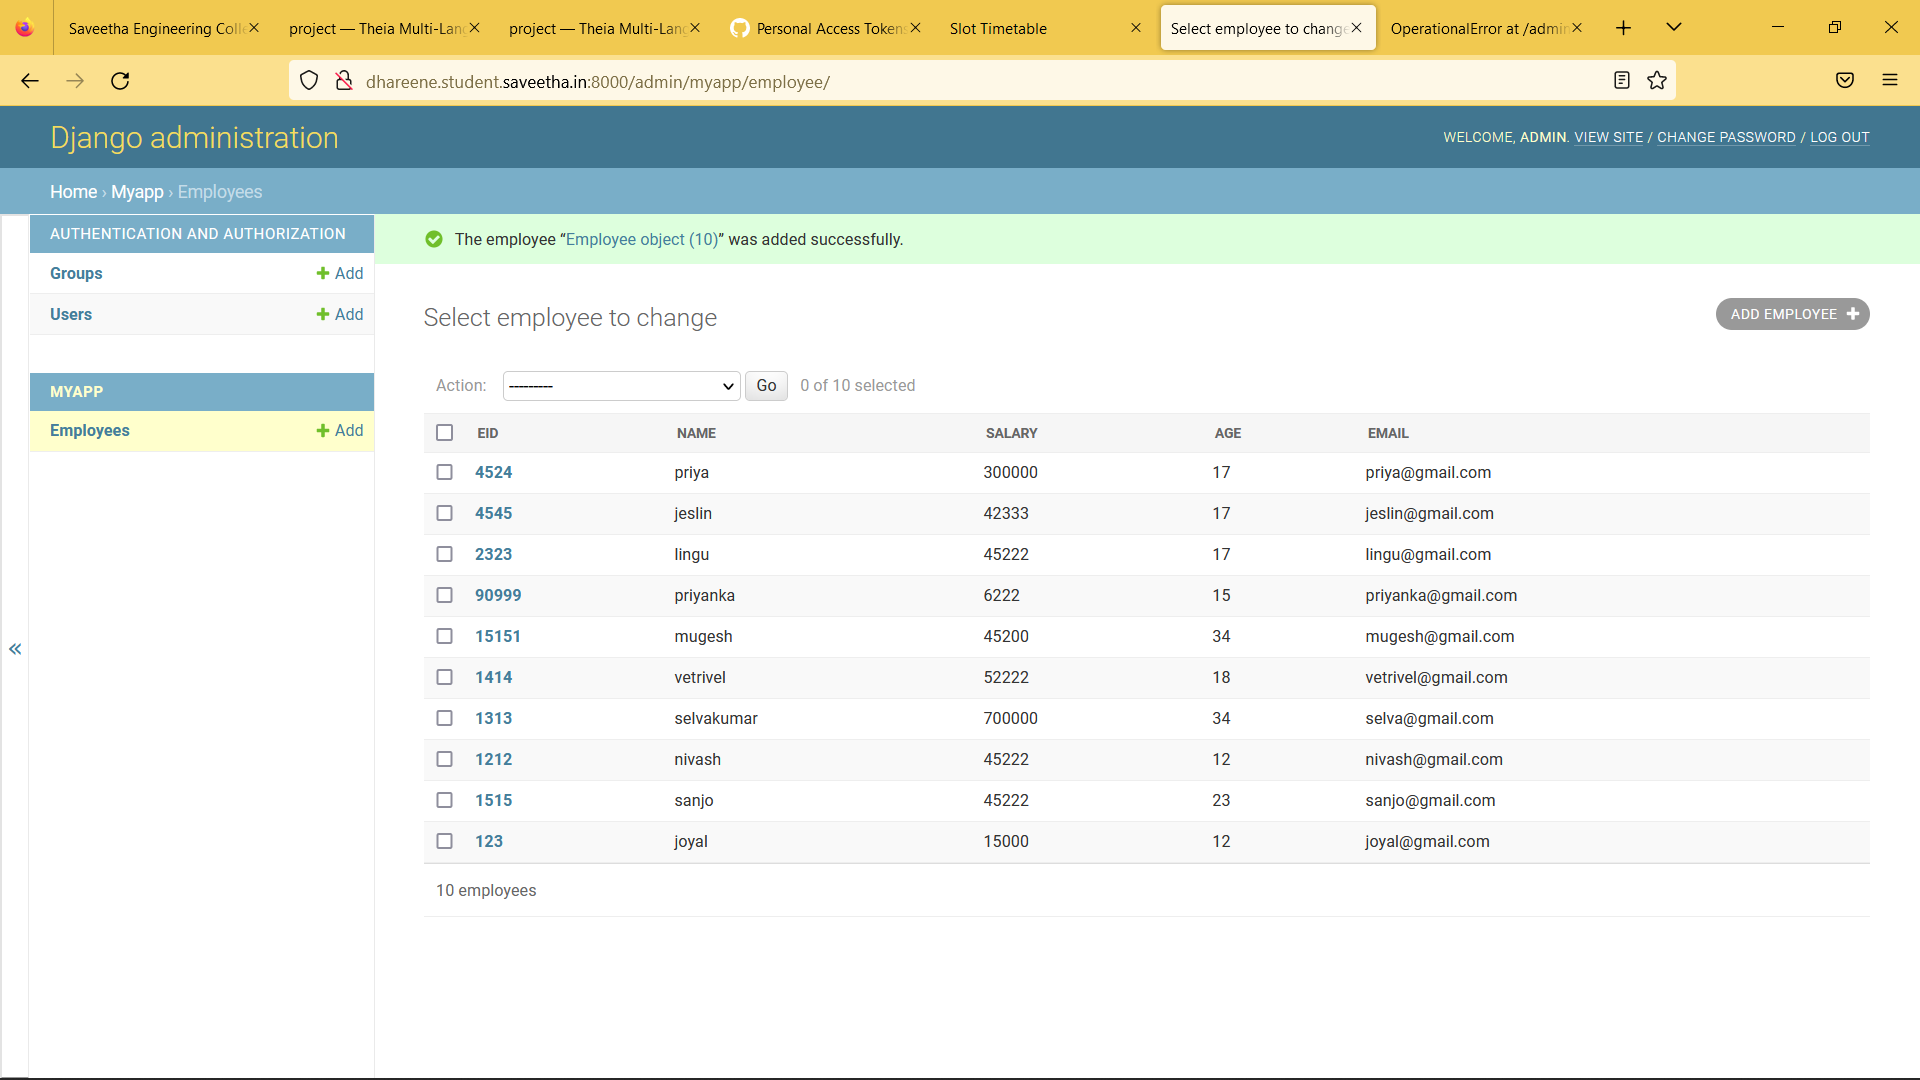 Saveetha Engineering Coll
project — Theia Multi-Lang
project — Theia Multi-Lang
Personal Access Tokens
Slot Timetable
Select employee to change
OperationalError at /admin
dhareene.student.saveetha.in:8000/admin/myapp/employee/
Django administration
WELCOME, ADMIN. VIEW SITE / CHANGE PASSWORD / LOG OUT
Home › Myapp › Employees
AUTHENTICATION AND AUTHORIZATION
Groups + Add
Users + Add
MYAPP
Employees + Add
«
The employee “Employee object (10)” was added successfully.
Select employee to change
ADD EMPLOYEE +
Action: --------- Go 0 of 10 selected
EID NAME SALARY AGE EMAIL
4524 priya 300000 17 priya@gmail.com
4545 jeslin 42333 17 jeslin@gmail.com
2323 lingu 45222 17 lingu@gmail.com
90999 priyanka 6222 15 priyanka@gmail.com
15151 mugesh 45200 34 mugesh@gmail.com
1414 vetrivel 52222 18 vetrivel@gmail.com
1313 selvakumar 700000 34 selva@gmail.com
1212 nivash 45222 12 nivash@gmail.com
1515 sanjo 45222 23 sanjo@gmail.com
123 joyal 15000 12 joyal@gmail.com
10 employees